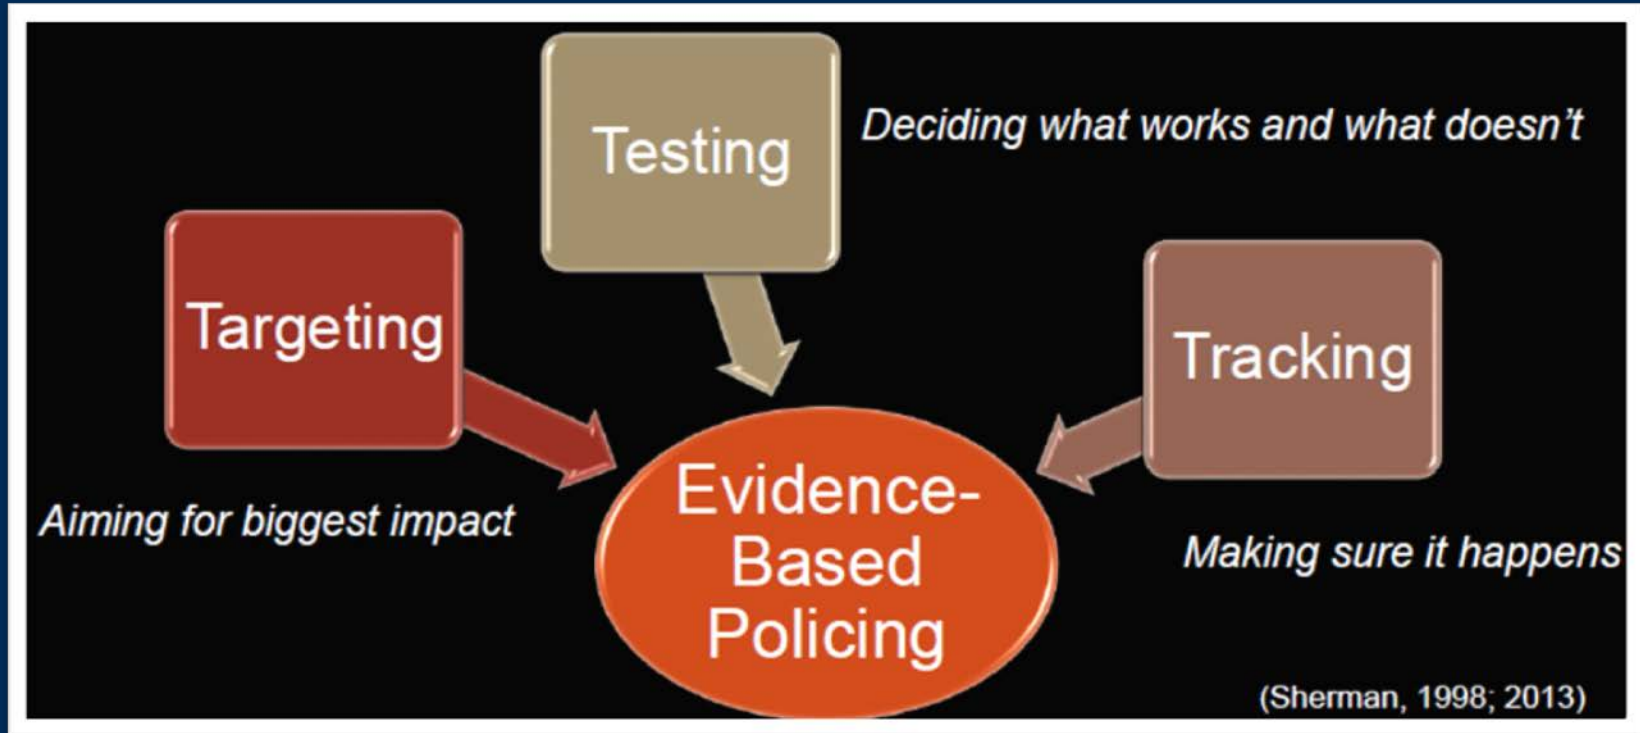 Testing
Deciding what works and what doesn't
Targeting
Aiming for biggest impact
Tracking
Making sure it happens
Evidence-
Based
Policing
(Sherman, 1998; 2013)